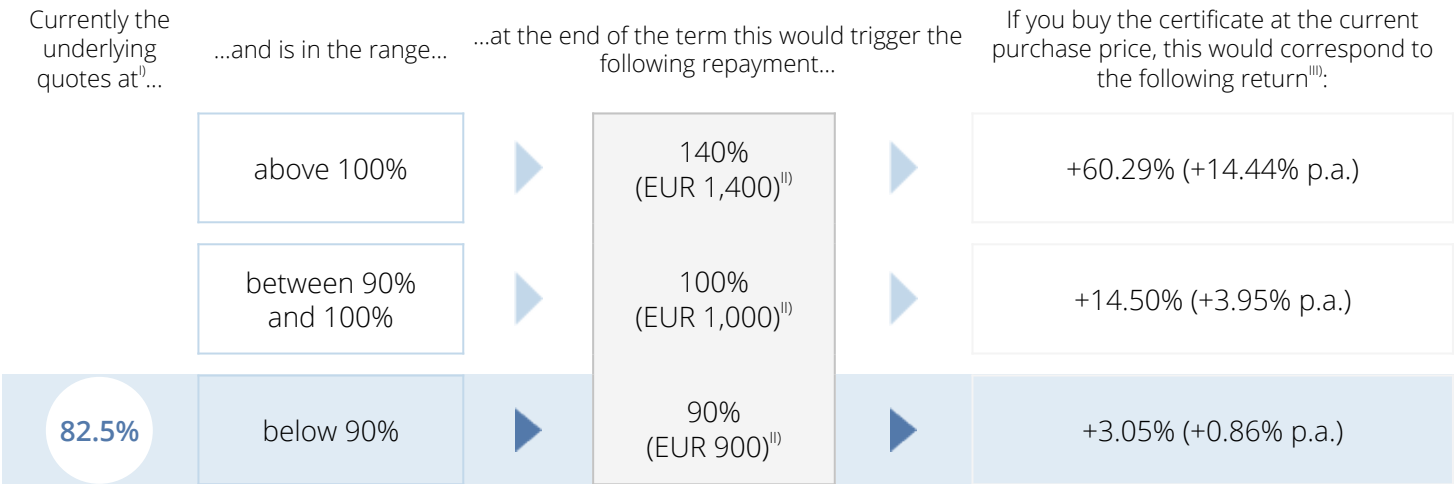 Currently the
underlying
quotes atI)...
...and is in the range...
...at the end of the term this would trigger the
following repayment...
If you buy the certificate at the current
purchase price, this would correspond to
the following returnIII):
above 100%
140%
(EUR 1,400)II)
+60.29% (+14.44% p.a.)
between 90%
and 100%
100%
(EUR 1,000)II)
+14.50% (+3.95% p.a.)
82.5%
below 90%
90%
(EUR 900)II)
+3.05% (+0.86% p.a.)